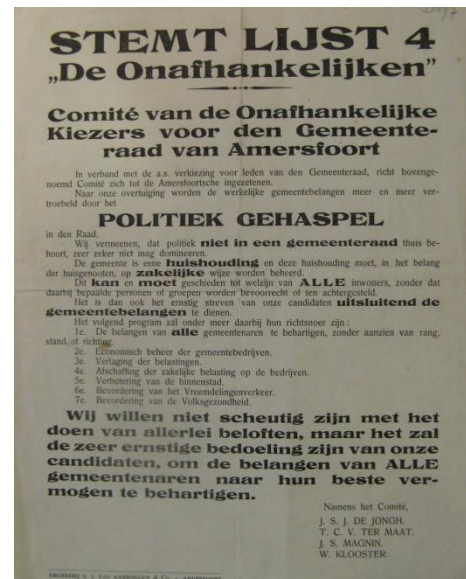 STEMT LIJST 4
„De Onafhankelijken”
Comité van de Onafhankelijke
Kiezers voor den Gemeente-
raad van Amersfoort
In verband met de a.s. verkiezing voor leden van den Gemeenteraad, richt bovenge-
noemd Comité zich tot de Amersfoortsche ingezetenen.
Naar onze overtuiging worden de werkelijke gemeentebelangen meer en meer ver-
troebeld door het
POLITIEK GEHASPEL
in den Raad.
Wij vermeenen, dat politiek niet in een gemeenteraad thuis be-
hoort, zeer zeker niet mag domineeren.
De gemeente is eene huishouding en deze huishouding moet, in het belang
der huisgenooten, op zakelijke wijze worden beheerd.
Dit kan en moet geschieden tot welzijn van ALLE inwoners, zonder dat
daarbij bepaalde personen of groepen worden bevoorrecht of ten achtergesteld.
Het is dan ook het ernstig streven van onze candidaten uitsluitend de
gemeentebelangen te dienen.
Het volgend program zal onder meer daarbij hun richtsnoer zijn :
1e. De belangen van alle gemeentenaren te behartigen, zonder aanzien van rang,
stand of richting.
2e. Economisch beheer der gemeentebedrijven.
3e. Verlaging der belastingen.
4e. Afschaffing der zakelijke belasting op de bedrijven.
5e. Verbetering van de binnenstad.
6e. Bevordering van het Vreemdelingenverkeer.
7e. Bevordering van de Volksgezondheid.
Wij willen niet scheutig zijn met het
doen van allerlei beloften, maar het zal
de zeer ernstige bedoeling zijn van onze
candidaten, om de belangen van ALLE
gemeentenaren naar hun beste ver-
mogen te behartigen.
Namens het Comité,
J. S. J. DE JONGH.
T. C. V. TER MAAT.
J. S. MAGNIN.
W. KLOOSTER.